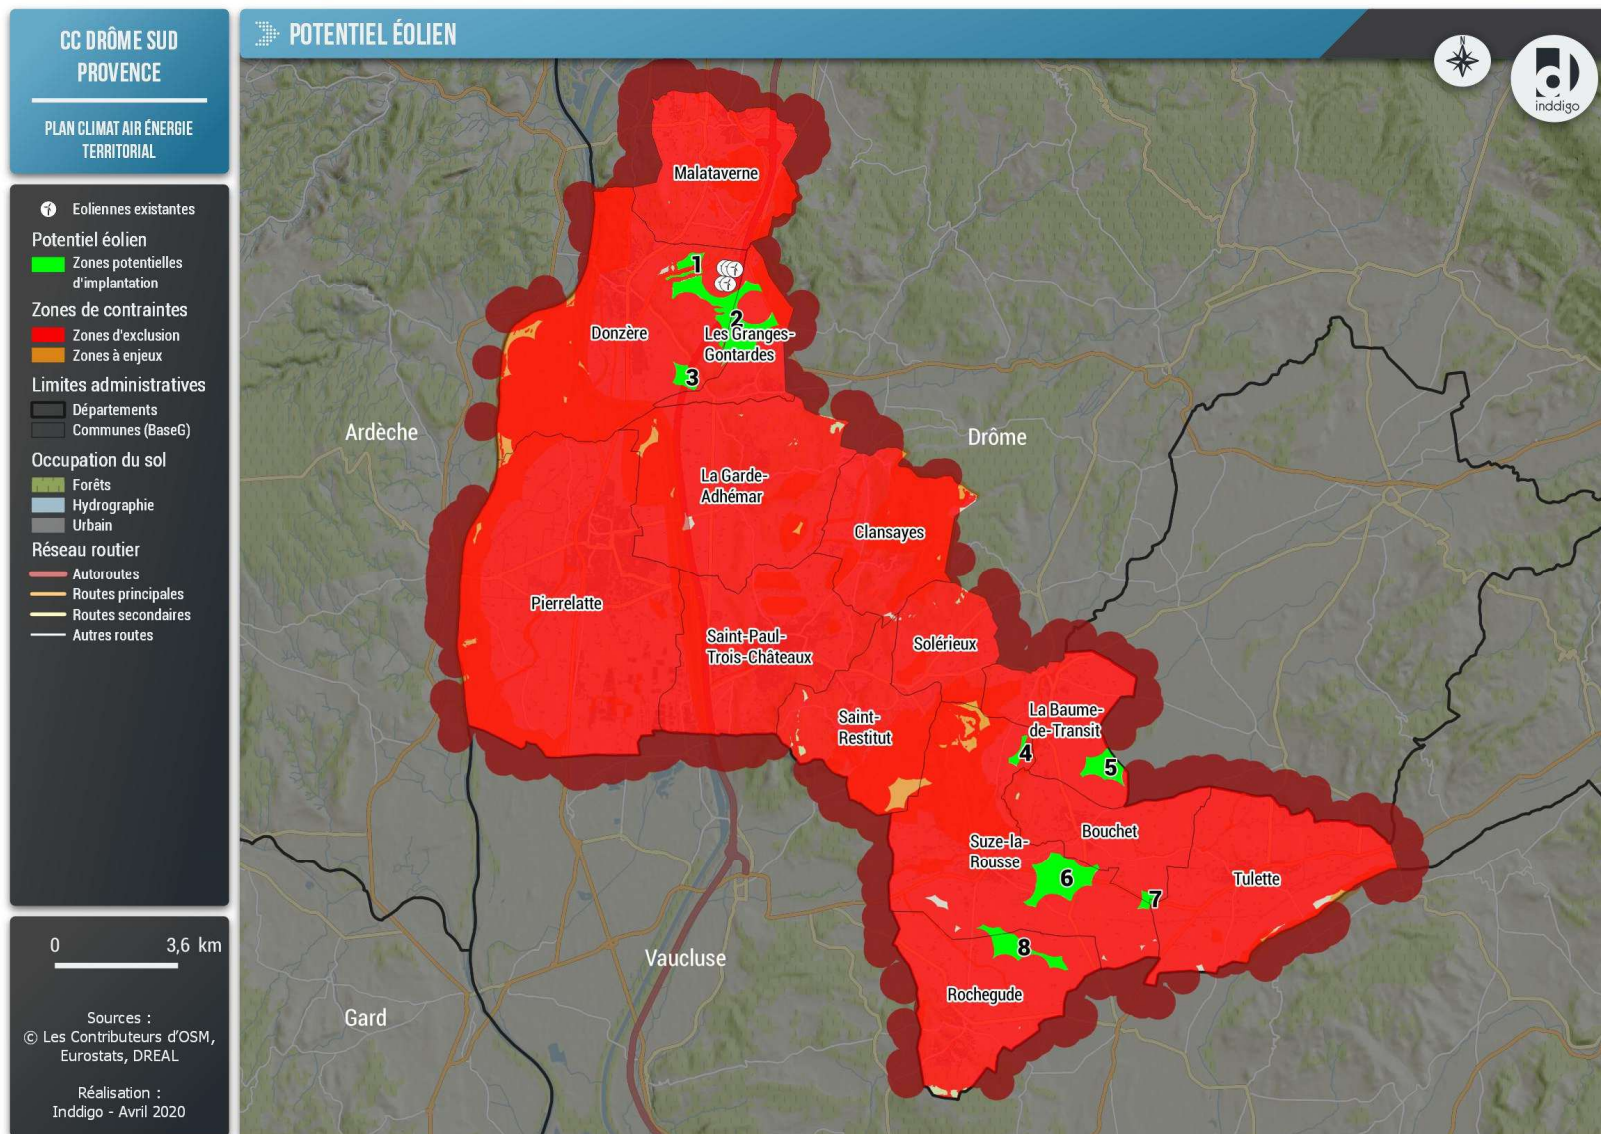 CC DRÔME SUD
PROVENCE
PLAN CLIMAT AIR ÉNERGIE
TERRITORIAL
POTENTIEL ÉOLIEN
N
inddigo
Eoliennes existantes
Potentiel éolien
Zones potentielles
d'implantation
Zones de contraintes
Zones d'exclusion
Zones à enjeux
Limites administratives
Départements
Communes (BaseG)
Occupation du sol
Forêts
Hydrographie
Urbain
Réseau routier
Autoroutes
Routes principales
Routes secondaires
Autres routes
0 3,6 km
Sources :
© Les Contributeurs d'OSM,
Eurostats, DREAL
Réalisation :
Inddigo - Avril 2020
Malataverne
1
2
Donzère
Les Granges-
Gontardes
3
Ardèche
Drôme
La Garde-
Adhémar
Clansayes
Pierrelatte
Saint-Paul-
Trois-Châteaux
Solérieux
Saint-
Restitut
La Baume-
de-Transit
4
5
Bouchet
Suze-la-
Rousse
6
Tulette
7
8
Vaucluse
Rochegude
Gard